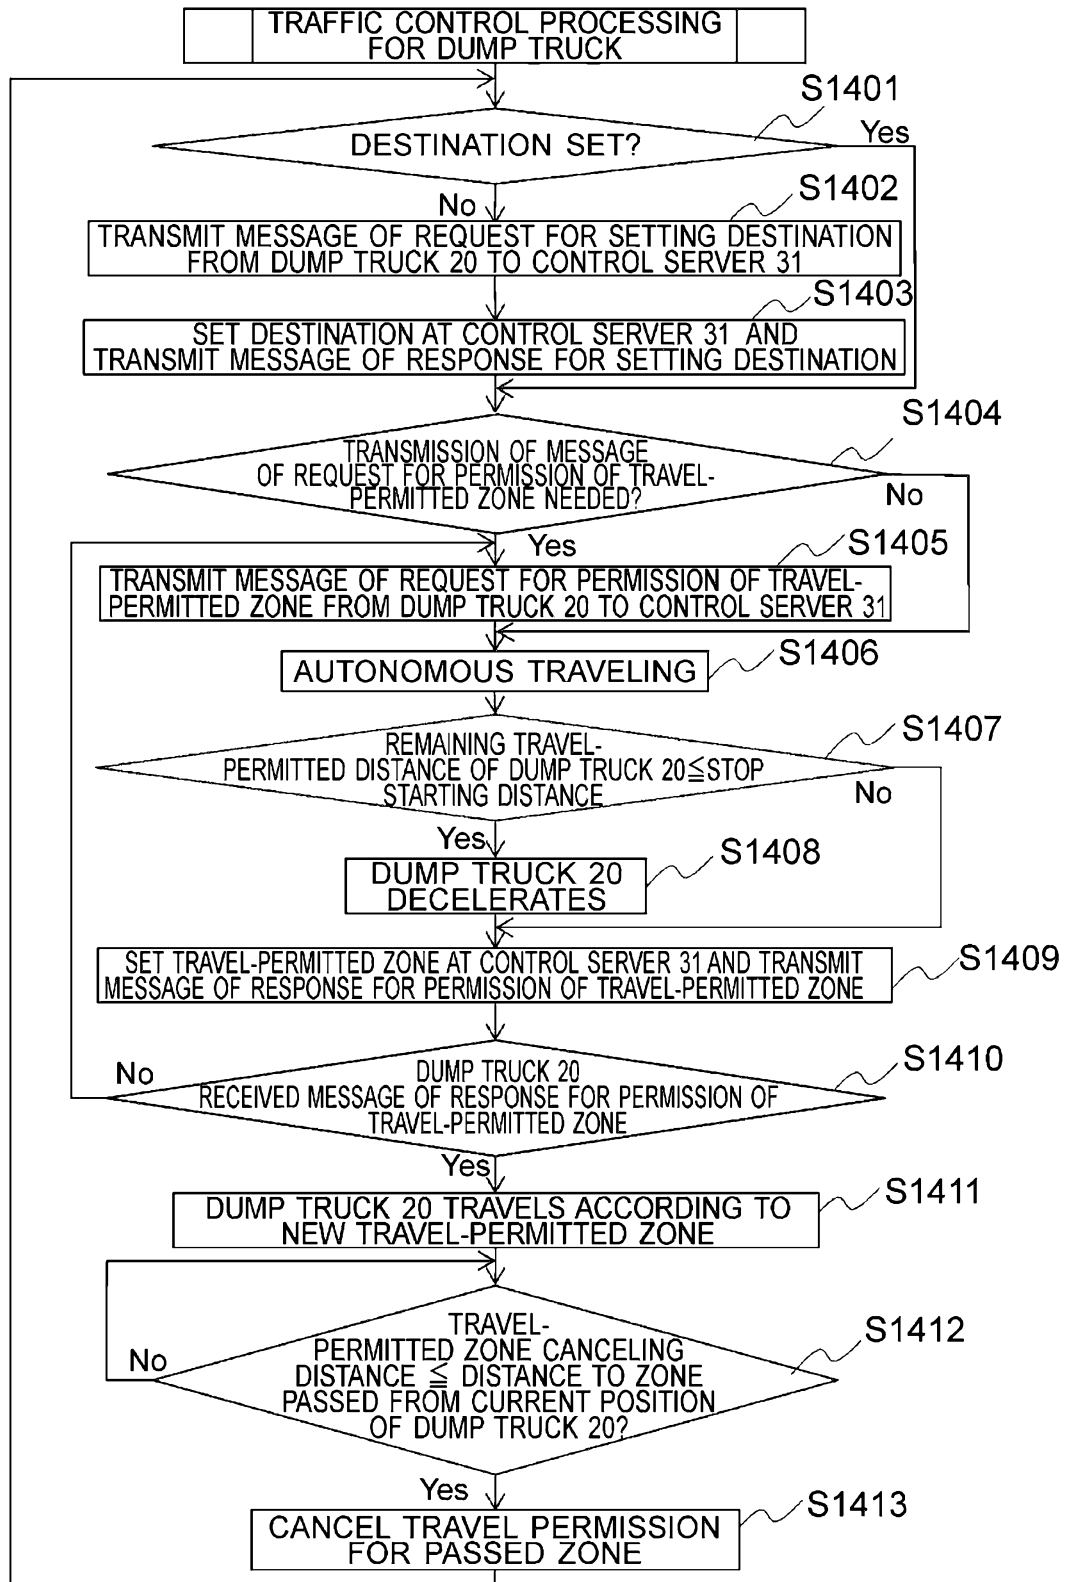 TRAFFIC CONTROL PROCESSING
FOR DUMP TRUCK
S1401
DESTINATION SET?
Yes
No
S1402
TRANSMIT MESSAGE OF REQUEST FOR SETTING DESTINATION
FROM DUMP TRUCK 20 TO CONTROL SERVER 31
S1403
SET DESTINATION AT CONTROL SERVER 31 AND
TRANSMIT MESSAGE OF RESPONSE FOR SETTING DESTINATION
S1404
TRANSMISSION OF MESSAGE
OF REQUEST FOR PERMISSION OF TRAVEL-
PERMITTED ZONE NEEDED?
No
Yes
S1405
TRANSMIT MESSAGE OF REQUEST FOR PERMISSION OF TRAVEL-
PERMITTED ZONE FROM DUMP TRUCK 20 TO CONTROL SERVER 31
S1406
AUTONOMOUS TRAVELING
S1407
REMAINING TRAVEL-
PERMITTED DISTANCE OF DUMP TRUCK 20≦STOP
STARTING DISTANCE
No
Yes
S1408
DUMP TRUCK 20
DECELERATES
S1409
SET TRAVEL-PERMITTED ZONE AT CONTROL SERVER 31 AND TRANSMIT
MESSAGE OF RESPONSE FOR PERMISSION OF TRAVEL-PERMITTED ZONE
S1410
No
DUMP TRUCK 20
RECEIVED MESSAGE OF RESPONSE FOR PERMISSION OF
TRAVEL-PERMITTED ZONE
Yes
S1411
DUMP TRUCK 20 TRAVELS ACCORDING TO
NEW TRAVEL-PERMITTED ZONE
S1412
TRAVEL-
PERMITTED ZONE CANCELING
DISTANCE ≦ DISTANCE TO ZONE
PASSED FROM CURRENT POSITION
OF DUMP TRUCK 20?
No
Yes
S1413
CANCEL TRAVEL PERMISSION
FOR PASSED ZONE